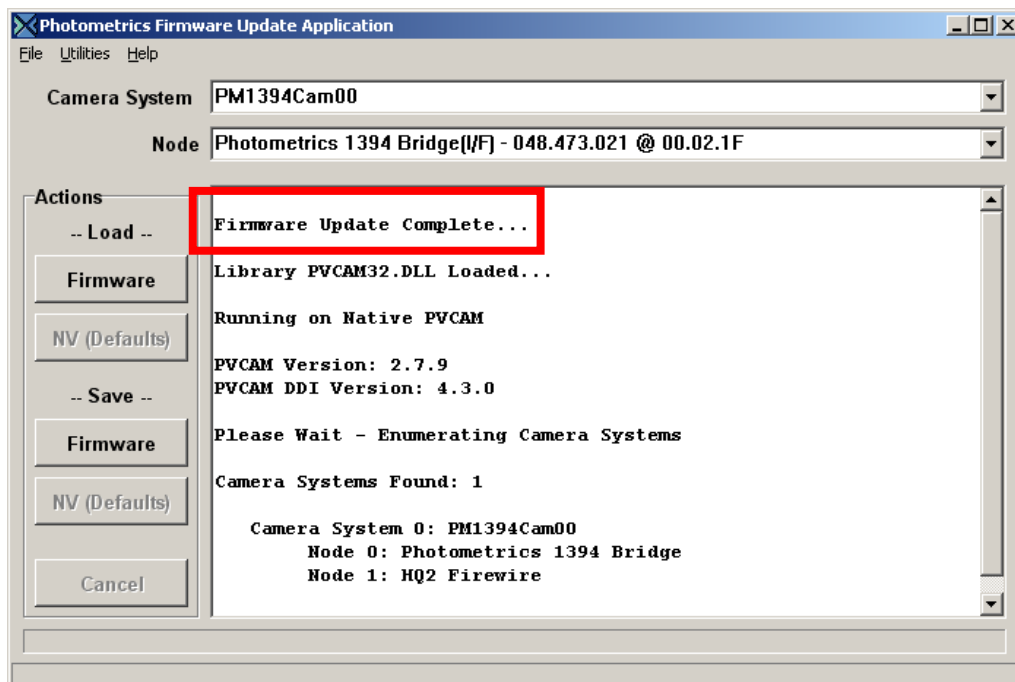 Photometrics Firmware Update Application
File Utilities Help
Camera System PM1394Cam00
Node Photometrics 1394 Bridge(I/F) - 048.473.021 @ 00.02.1F
Actions
-- Load --
Firmware
NV (Defaults)
-- Save --
Firmware
NV (Defaults)
Cancel
Firmware Update Complete...
Library PVCAM32.DLL Loaded...
Running on Native PVCAM
PVCAM Version: 2.7.9
PVCAM DDI Version: 4.3.0
Please Wait - Enumerating Camera Systems
Camera Systems Found: 1
Camera System 0: PM1394Cam00
Node 0: Photometrics 1394 Bridge
Node 1: HQ2 Firewire